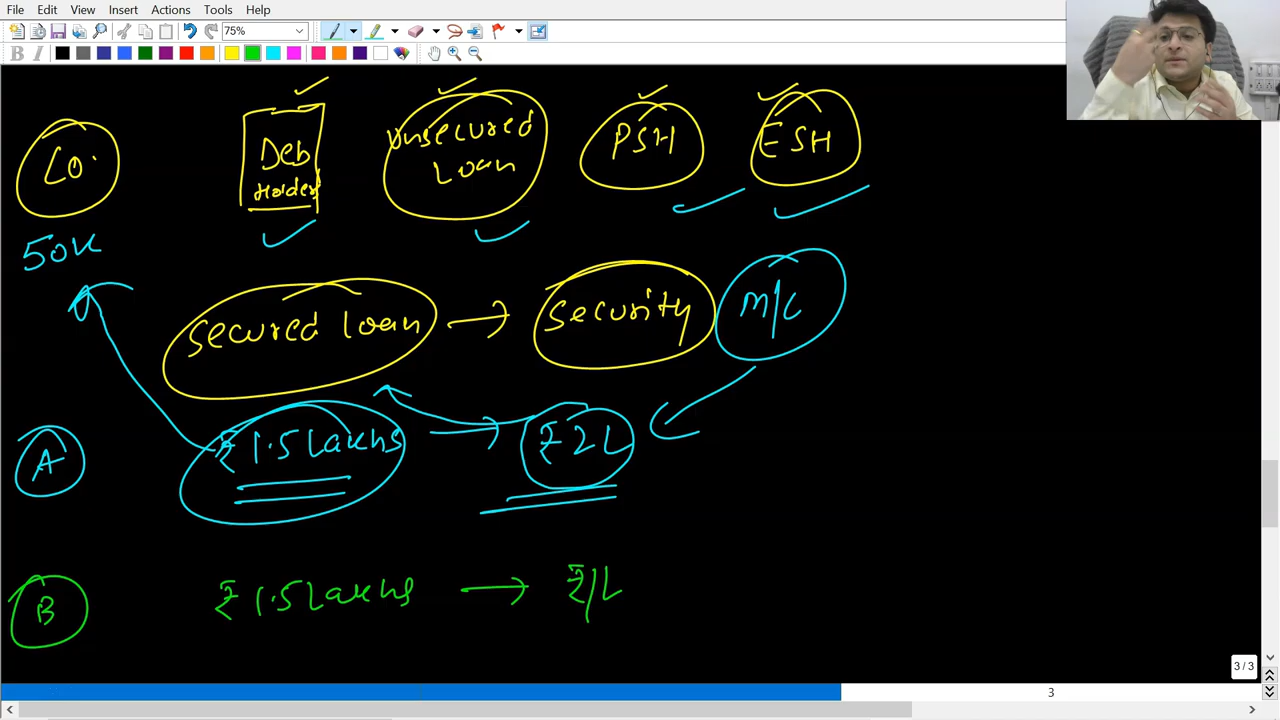 File Edit View Insert Actions Tools Help
75%
B I U
CO.
Deb
Holder
Unsecured
Loan
PSH
ESH
50K
secured loan → security
M/C
A
₹1.5 Lakhs → ₹2L
B
₹1.5 Lakhs → ₹1L
3 / 3
3